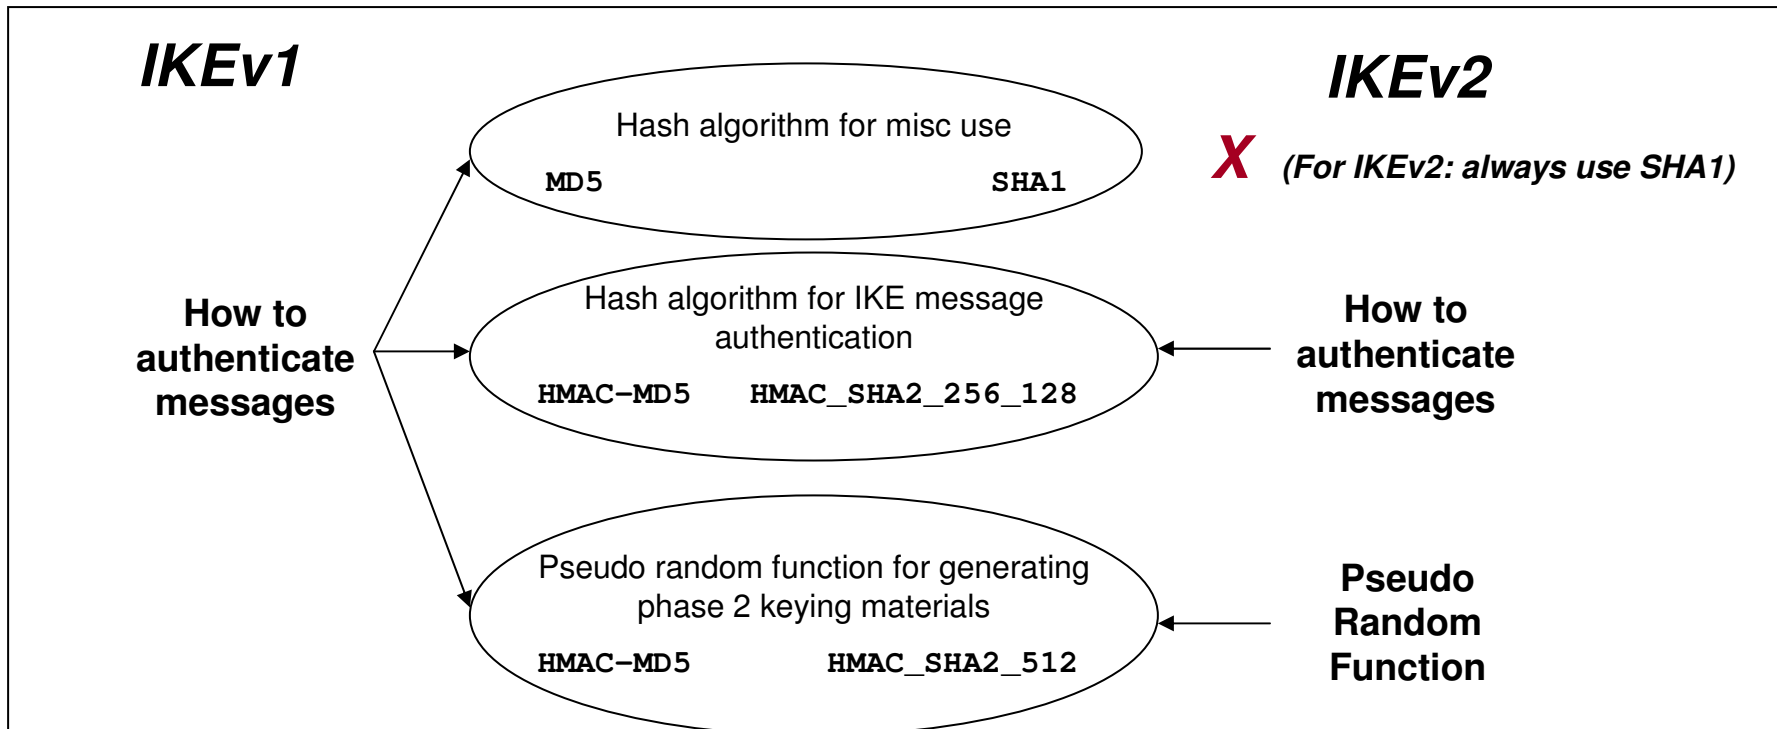 IKEv1
IKEv2
Hash algorithm for misc use
MD5 SHA1
X (For IKEv2: always use SHA1)
How to
authenticate
messages
Hash algorithm for IKE message
authentication
HMAC-MD5 HMAC_SHA2_256_128
How to
authenticate
messages
Pseudo random function for generating
phase 2 keying materials
HMAC-MD5 HMAC_SHA2_512
Pseudo
Random
Function